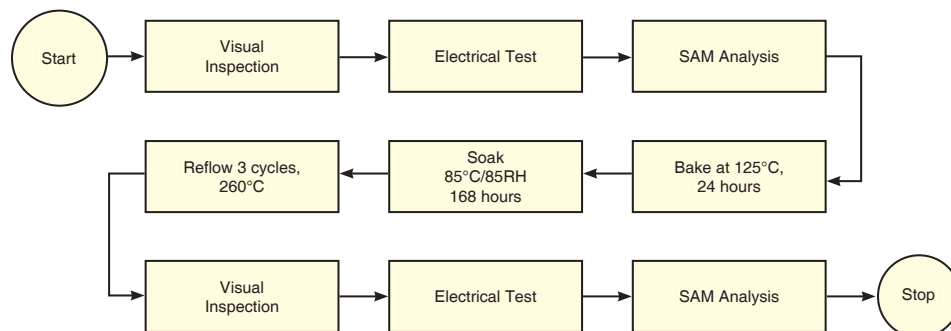 Start
Visual
Inspection
Electrical Test
SAM Analysis
Bake at 125°C,
24 hours
Soak
85°C/85RH
168 hours
Reflow 3 cycles,
260°C
Visual
Inspection
Electrical Test
SAM Analysis
Stop